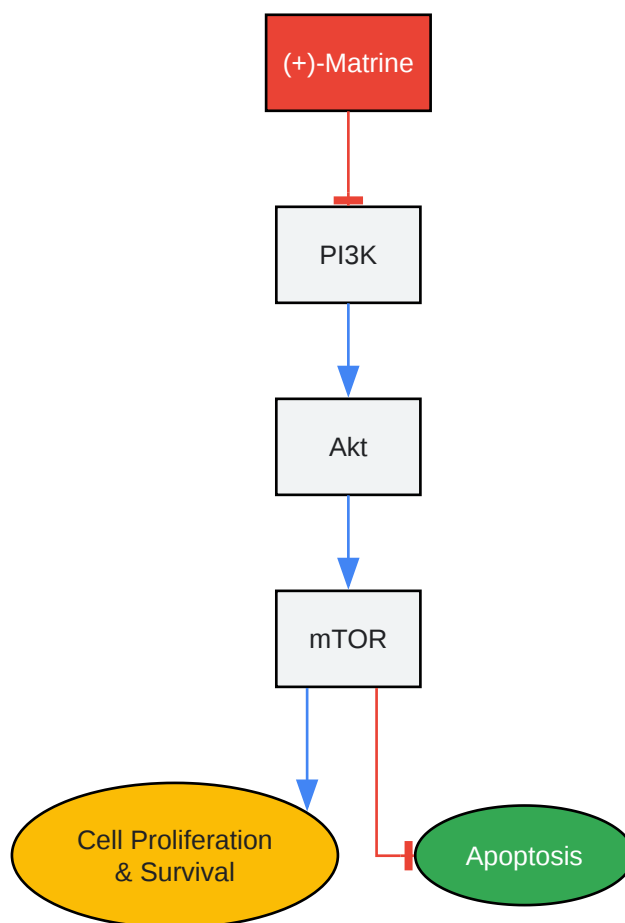 (+)-Matrine
PI3K
Akt
mTOR
Cell Proliferation
& Survival
Apoptosis